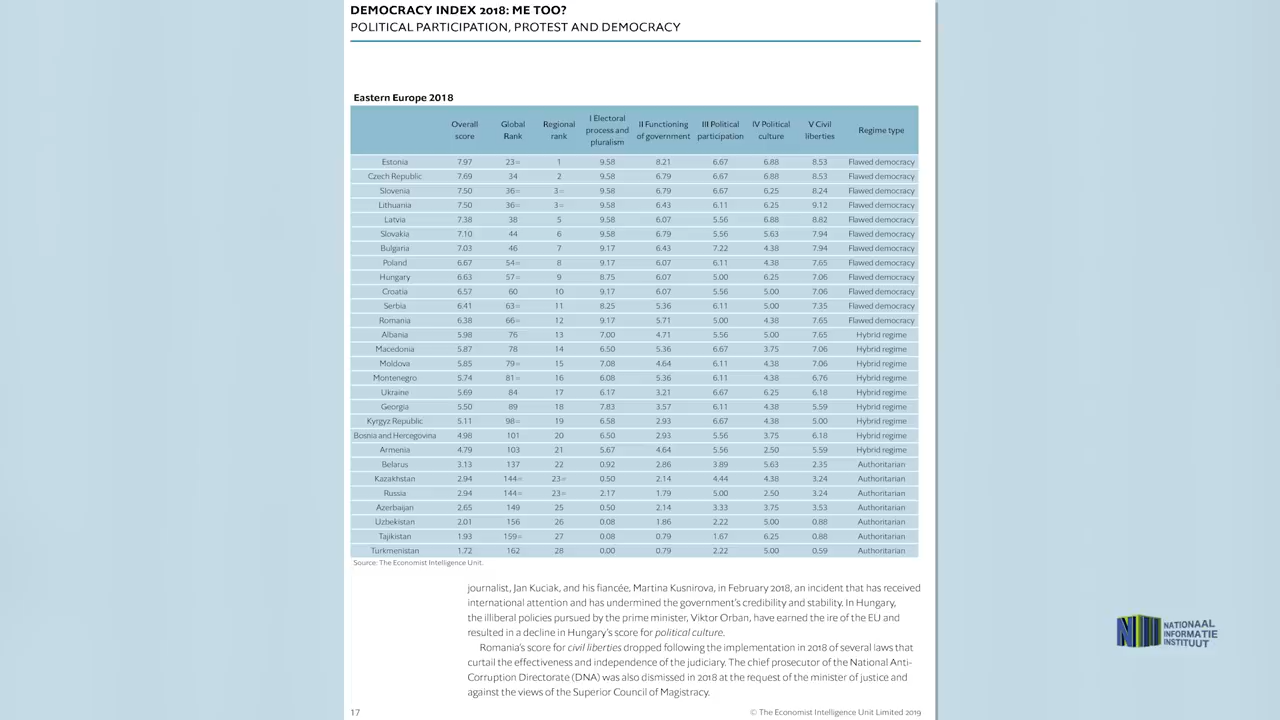 DEMOCRACY INDEX 2018: ME TOO?
POLITICAL PARTICIPATION, PROTEST AND DEMOCRACY
Eastern Europe 2018
Overall score Global Rank Regional rank I Electoral process and pluralism II Functioning of government III Political participation IV Political culture V Civil liberties Regime type
Estonia 7.97 23= 1 9.58 8.21 6.67 6.88 8.53 Flawed democracy
Czech Republic 7.69 34 2 9.58 6.79 6.67 6.88 8.53 Flawed democracy
Slovenia 7.50 36= 3= 9.58 6.79 6.67 6.25 8.24 Flawed democracy
Lithuania 7.50 36= 3= 9.58 6.43 6.11 6.25 9.12 Flawed democracy
Latvia 7.38 38 5 9.58 6.07 5.56 6.88 8.82 Flawed democracy
Slovakia 7.10 44 6 9.58 6.79 5.56 5.63 7.94 Flawed democracy
Bulgaria 7.03 46 7 9.17 6.43 7.22 4.38 7.94 Flawed democracy
Poland 6.67 54= 8 9.17 6.07 6.11 4.38 7.65 Flawed democracy
Hungary 6.63 57= 9 8.75 6.07 5.00 6.25 7.06 Flawed democracy
Croatia 6.57 60 10 9.17 6.07 5.56 5.00 7.06 Flawed democracy
Serbia 6.41 63= 11 8.25 5.36 6.11 5.00 7.35 Flawed democracy
Romania 6.38 66= 12 9.17 5.71 5.00 4.38 7.65 Flawed democracy
Albania 5.98 76 13 7.00 4.71 5.56 5.00 7.65 Hybrid regime
Macedonia 5.87 78 14 6.50 5.36 6.67 3.75 7.06 Hybrid regime
Moldova 5.85 79= 15 7.08 4.64 6.11 4.38 7.06 Hybrid regime
Montenegro 5.74 81= 16 6.08 5.36 6.11 4.38 6.76 Hybrid regime
Ukraine 5.69 84 17 6.17 3.21 6.67 6.25 6.18 Hybrid regime
Georgia 5.50 89 18 7.83 3.57 6.11 4.38 5.59 Hybrid regime
Kyrgyz Republic 5.11 98= 19 6.58 2.93 6.67 4.38 5.00 Hybrid regime
Bosnia and Hercegovina 4.98 101 20 6.50 2.93 5.56 3.75 6.18 Hybrid regime
Armenia 4.79 103 21 5.67 4.64 5.56 2.50 5.59 Hybrid regime
Belarus 3.13 137 22 0.92 2.86 3.89 5.63 2.35 Authoritarian
Kazakhstan 2.94 144= 23= 0.50 2.14 4.44 4.38 3.24 Authoritarian
Russia 2.94 144= 23= 2.17 1.79 5.00 2.50 3.24 Authoritarian
Azerbaijan 2.65 149 25 0.50 2.14 3.33 3.75 3.53 Authoritarian
Uzbekistan 2.01 156 26 0.08 1.86 2.22 5.00 0.88 Authoritarian
Tajikistan 1.93 159= 27 0.08 0.79 1.67 6.25 0.88 Authoritarian
Turkmenistan 1.72 162 28 0.00 0.79 2.22 5.00 0.59 Authoritarian
Source: The Economist Intelligence Unit.
journalist, Jan Kuciak, and his fiancée, Martina Kusnirova, in February 2018, an incident that has received
international attention and has undermined the government's credibility and stability. In Hungary,
the illiberal policies pursued by the prime minister, Viktor Orban, have earned the ire of the EU and
resulted in a decline in Hungary's score for political culture.
Romania's score for civil liberties dropped following the implementation in 2018 of several laws that
curtail the effectiveness and independence of the judiciary. The chief prosecutor of the National Anti-
Corruption Directorate (DNA) was also dismissed in 2018 at the request of the minister of justice and
against the views of the Superior Council of Magistracy.
17
© The Economist Intelligence Unit Limited 2019
NII
NATIONAAL
INFORMATIE
INSTITUUT